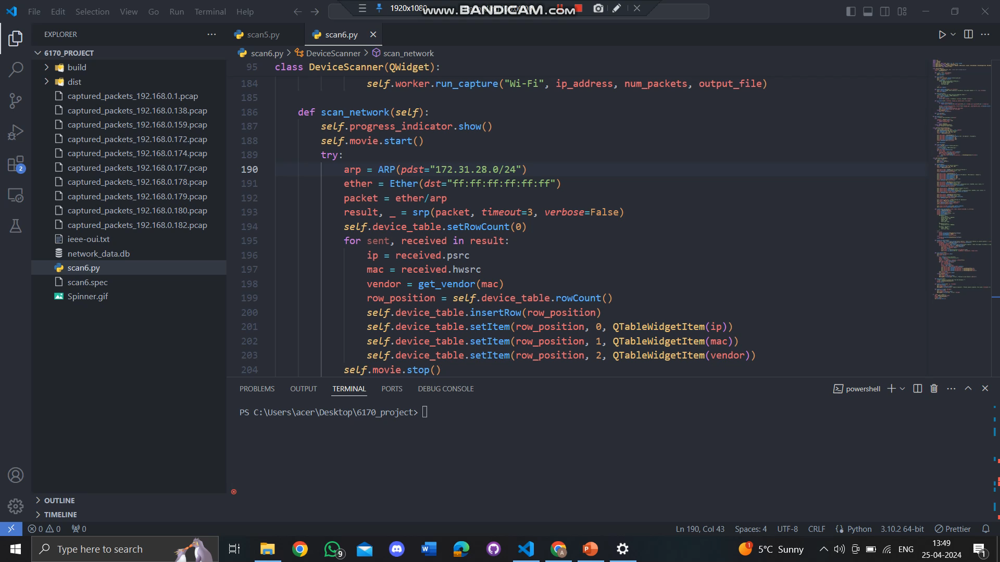 File Edit Selection View Go Run Terminal Help
1920x1080
www.BANDICAM.com
EXPLORER
scan5.py
scan6.py
6170_PROJECT
scan6.py > DeviceScanner > scan_network
build
dist
captured_packets_192.168.0.1.pcap
captured_packets_192.168.0.138.pcap
captured_packets_192.168.0.159.pcap
captured_packets_192.168.0.172.pcap
captured_packets_192.168.0.174.pcap
captured_packets_192.168.0.177.pcap
captured_packets_192.168.0.178.pcap
captured_packets_192.168.0.179.pcap
captured_packets_192.168.0.180.pcap
captured_packets_192.168.0.182.pcap
ieee-oui.txt
network_data.db
scan6.py
scan6.spec
Spinner.gif
2
OUTLINE
TIMELINE
95 class DeviceScanner(QWidget):
184 self.worker.run_capture("Wi-Fi", ip_address, num_packets, output_file)
185
186 def scan_network(self):
187 self.progress_indicator.show()
188 self.movie.start()
189 try:
190 arp = ARP(pdst="172.31.28.0/24")
191 ether = Ether(dst="ff:ff:ff:ff:ff:ff")
192 packet = ether/arp
193 result, _ = srp(packet, timeout=3, verbose=False)
194 self.device_table.setRowCount(0)
195 for sent, received in result:
196 ip = received.psrc
197 mac = received.hwsrc
198 vendor = get_vendor(mac)
199 row_position = self.device_table.rowCount()
200 self.device_table.insertRow(row_position)
201 self.device_table.setItem(row_position, 0, QTableWidgetItem(ip))
202 self.device_table.setItem(row_position, 1, QTableWidgetItem(mac))
203 self.device_table.setItem(row_position, 2, QTableWidgetItem(vendor))
204 self.movie.stop()
PROBLEMS OUTPUT TERMINAL PORTS DEBUG CONSOLE
powershell
PS C:\Users\acer\Desktop\6170_project>
0 0 0
Ln 190, Col 43 Spaces: 4 UTF-8 CRLF Python 3.10.2 64-bit Prettier
Type here to search
9
1
5°C Sunny
ENG
13:49
25-04-2024
1